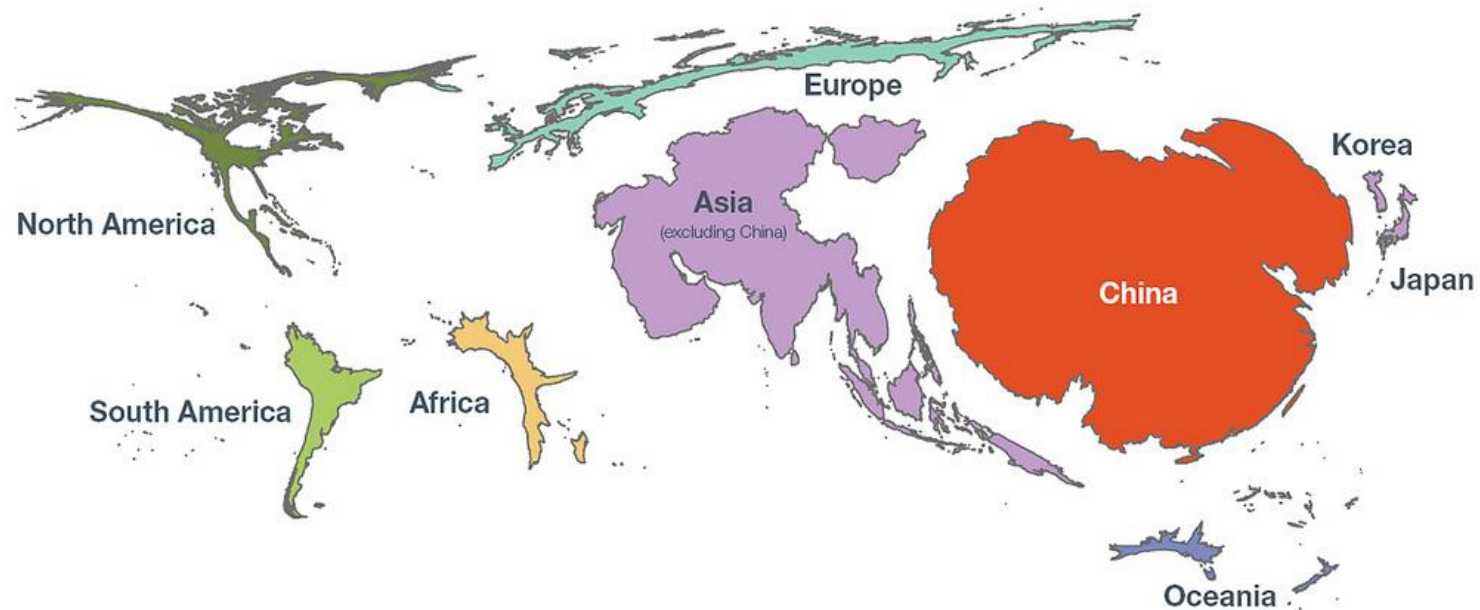 Europe
Korea
North America
Asia
(excluding China)
China
Japan
South America
Africa
Oceania